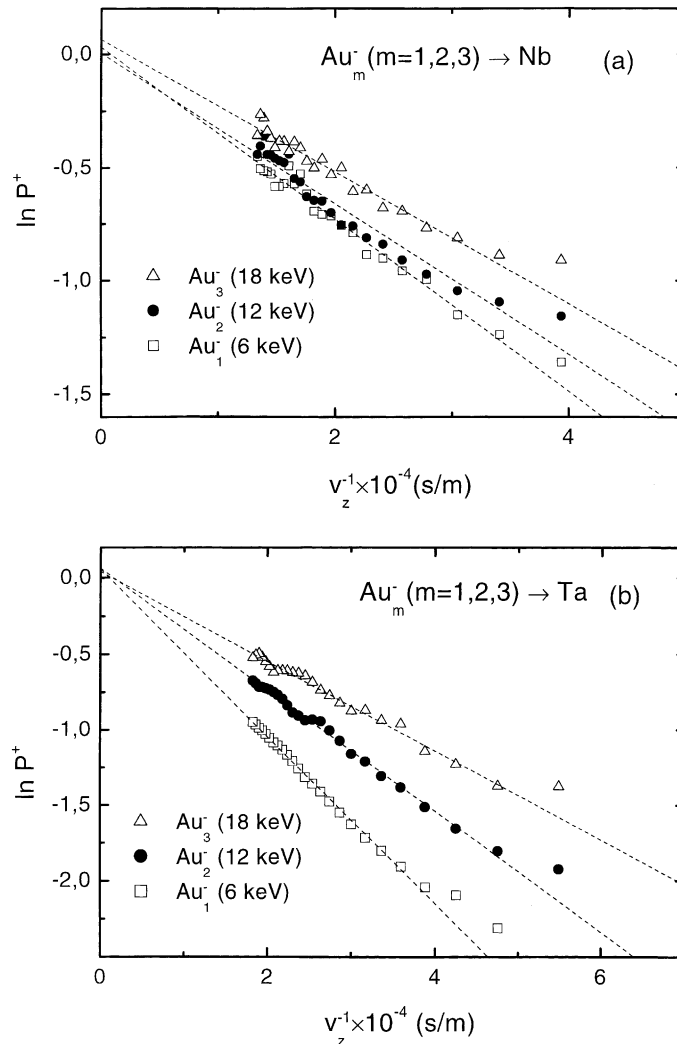 Au⁻ₘ(m=1,2,3) → Nb (a)
0,0
-0,5
-1,0
-1,5
ln P⁺
Au⁻₃ (18 keV)
Au⁻₂ (12 keV)
Au⁻₁ (6 keV)
0 2 4
v_z⁻¹×10⁻⁴ (s/m)
Au⁻ₘ(m=1,2,3) → Ta (b)
0,0
-0,5
-1,0
-1,5
-2,0
ln P⁺
Au⁻₃ (18 keV)
Au⁻₂ (12 keV)
Au⁻₁ (6 keV)
0 2 4 6
v_z⁻¹×10⁻⁴ (s/m)